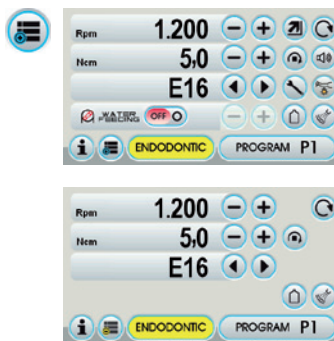 Rpm 1.200
Ncm 5,0
E16
WATER FEEDING OFF O
i ENDODONTIC PROGRAM P1
Rpm 1.200
Ncm 5,0
E16
i ENDODONTIC PROGRAM P1